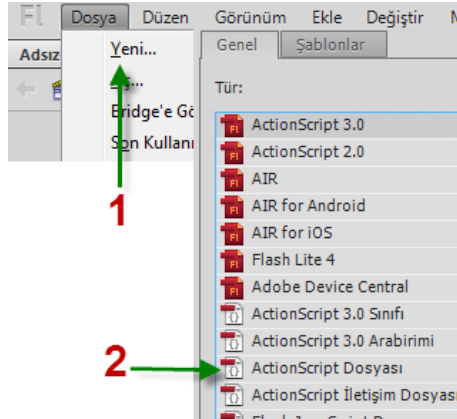 Fl Dosya Düzen Görünüm Ekle Değiştir
Adsız
Yeni...
Bridge'e
Son
1
Genel Şablonlar
Tür:
ActionScript 3.0
ActionScript 2.0
AIR
AIR for Android
AIR for iOS
Flash Lite 4
Adobe Device Central
ActionScript 3.0 Sınıfı
ActionScript 3.0 Arabirimi
2
ActionScript Dosyası
ActionScript İletişim Dosyası